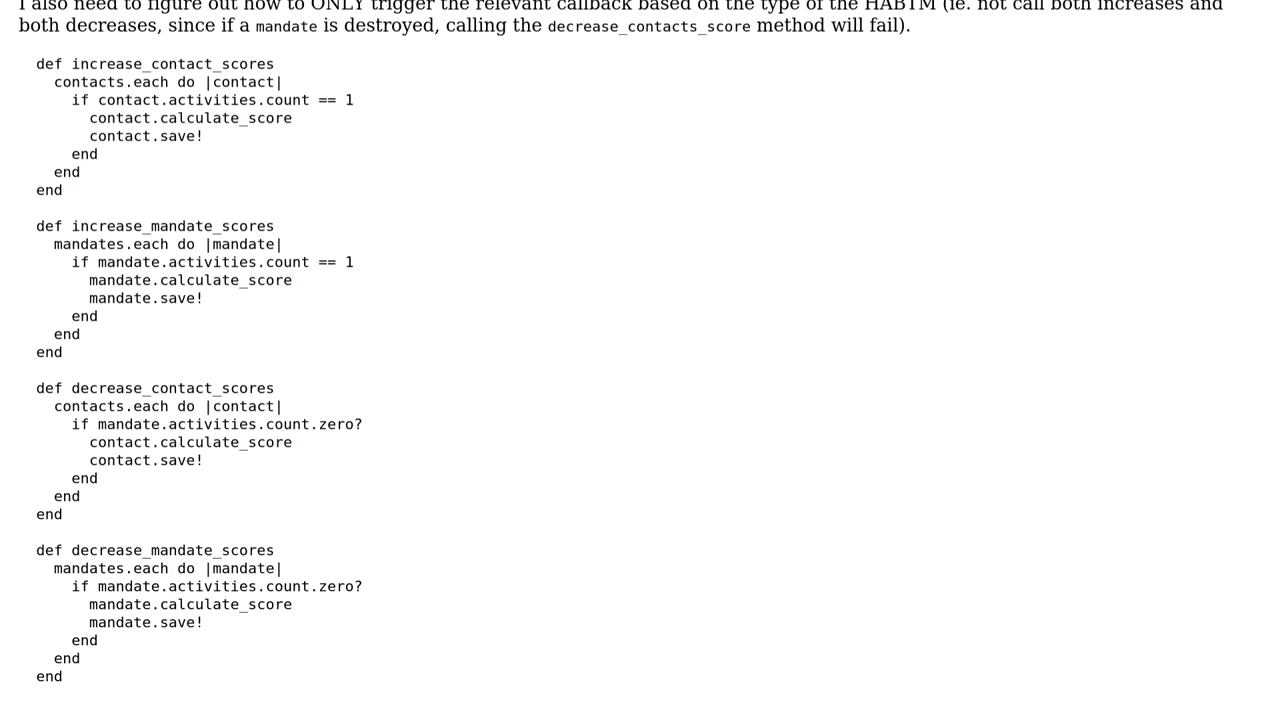 I also need to figure out how to ONLY trigger the relevant callback based on the type of the HABTM (ie. not call both increases and
both decreases, since if a mandate is destroyed, calling the decrease_contacts_score method will fail).
def increase_contact_scores
contacts.each do |contact|
if contact.activities.count == 1
contact.calculate_score
contact.save!
end
end
end
def increase_mandate_scores
mandates.each do |mandate|
if mandate.activities.count == 1
mandate.calculate_score
mandate.save!
end
end
end
def decrease_contact_scores
contacts.each do |contact|
if mandate.activities.count.zero?
contact.calculate_score
contact.save!
end
end
end
def decrease_mandate_scores
mandates.each do |mandate|
if mandate.activities.count.zero?
mandate.calculate_score
mandate.save!
end
end
end